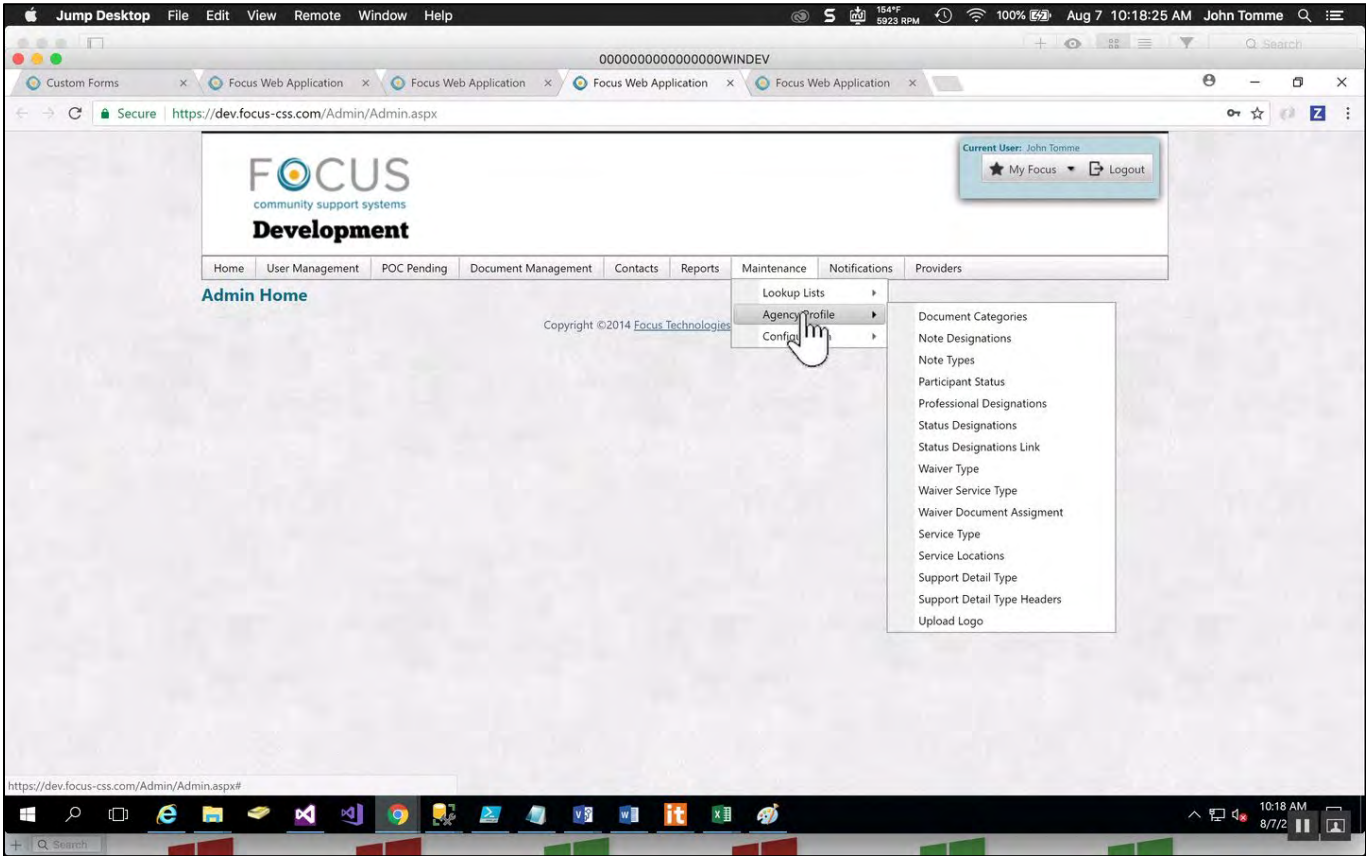 Jump Desktop File Edit View Remote Window Help 154°F 5923 RPM 100% Aug 7 10:18:25 AM John Tomme
Search
0000000000000000WINDEV
Custom Forms × Focus Web Application × Focus Web Application × Focus Web Application × Focus Web Application ×
Secure https://dev.focus-css.com/Admin/Admin.aspx Z
Current User: John Tomme
My Focus Logout
FOCUS
community support systems
Development
Home User Management POC Pending Document Management Contacts Reports Maintenance Notifications Providers
Admin Home
Lookup Lists
Agency Profile
Copyright ©2014 Focus Technologies
Document Categories
Note Designations
Note Types
Participant Status
Professional Designations
Status Designations
Status Designations Link
Waiver Type
Waiver Service Type
Waiver Document Assigment
Service Type
Service Locations
Support Detail Type
Support Detail Type Headers
Upload Logo
https://dev.focus-css.com/Admin/Admin.aspx#
10:18 AM
8/7/2
Search